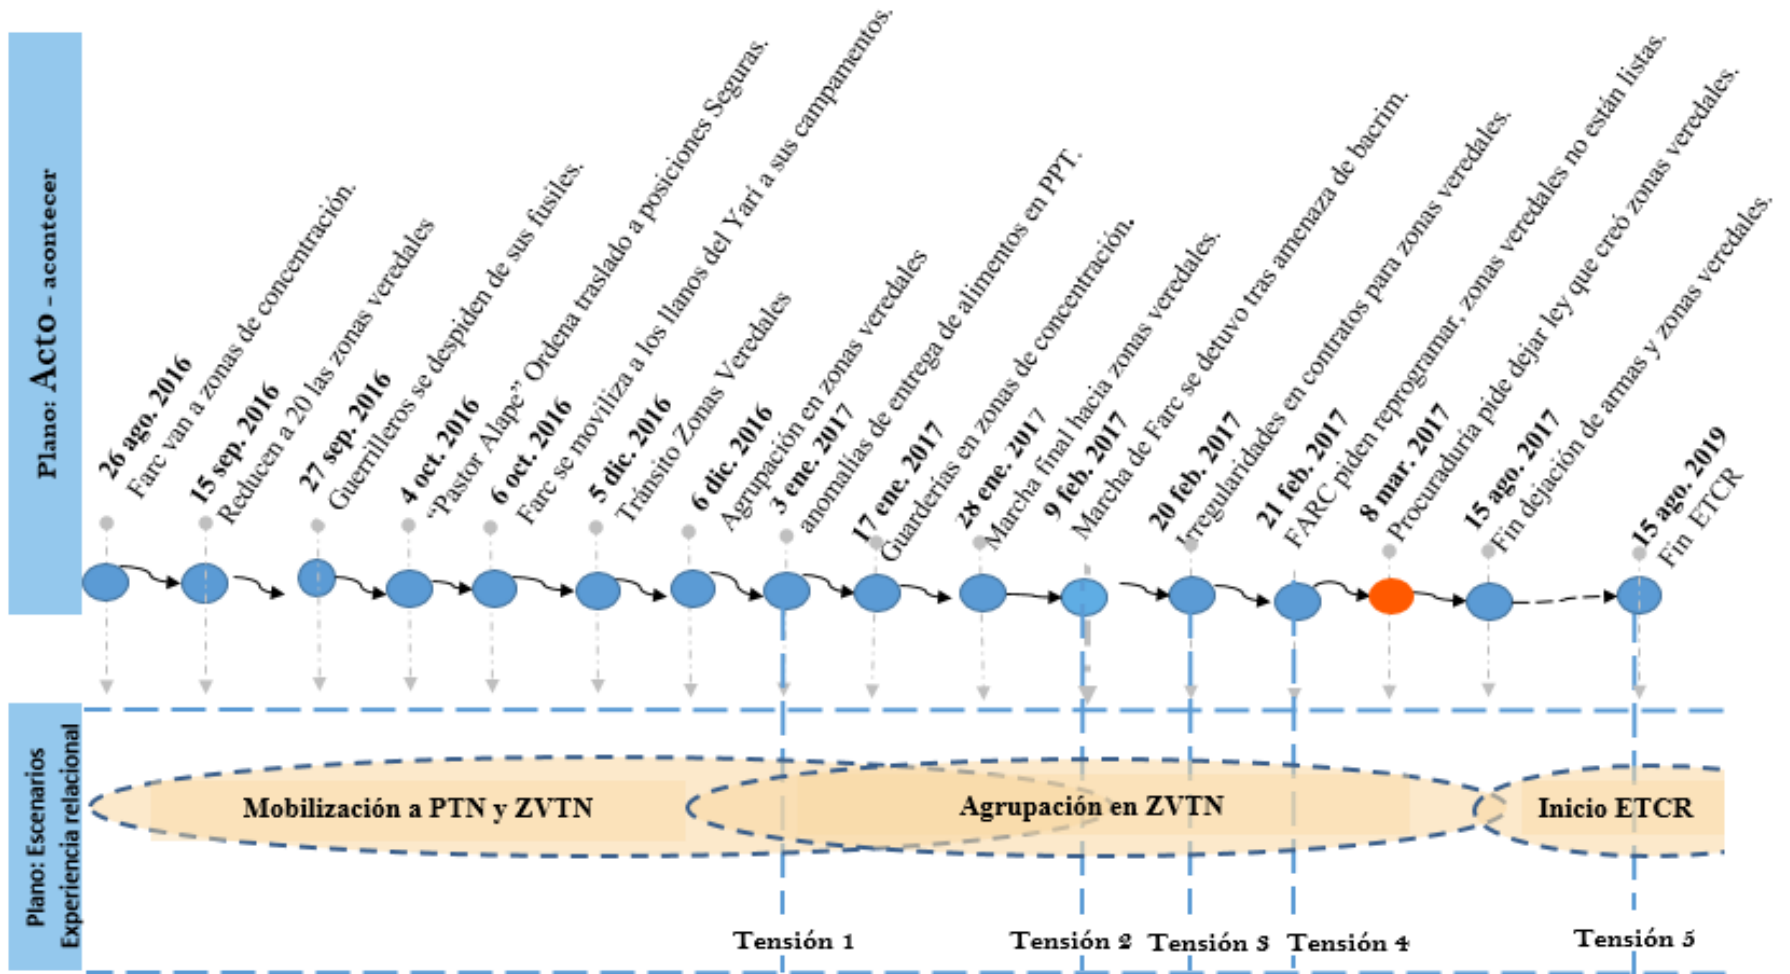 Plano: Acto - acontecer
26 ago. 2016
Farc van a zonas de concentración.
15 sep. 2016
Reducen a 20 las zonas veredales
27 sep. 2016
Guerrilleros se despiden de sus fusiles.
4 oct. 2016
“Pastor Alape” Ordena traslado a posiciones Seguras.
6 oct. 2016
Farc se moviliza a los llanos del Yarí a sus campamentos.
5 dic. 2016
Tránsito Zonas Veredales
6 dic. 2016
Agrupación en zonas veredales
3 ene. 2017
anomalías de entrega de alimentos en PPT.
17 ene. 2017
Guarderías en zonas de concentración.
28 ene. 2017
Marcha final hacia zonas veredales.
9 feb. 2017
Marcha de Farc se detuvo tras amenaza de bacrim.
20 feb. 2017
Irregularidades en contratos para zonas veredales.
21 feb. 2017
FARC piden reprogramar, zonas veredales no están listas.
8 mar. 2017
Procuraduría pide dejar ley que creó zonas veredales.
15 ago. 2017
Fin dejación de armas y zonas veredales.
15 ago. 2019
Fin ETCR
Plano: Escenarios
Experiencia relacional
Mobilización a PTN y ZVTN
Agrupación en ZVTN
Inicio ETCR
Tensión 1
Tensión 2
Tensión 3
Tensión 4
Tensión 5